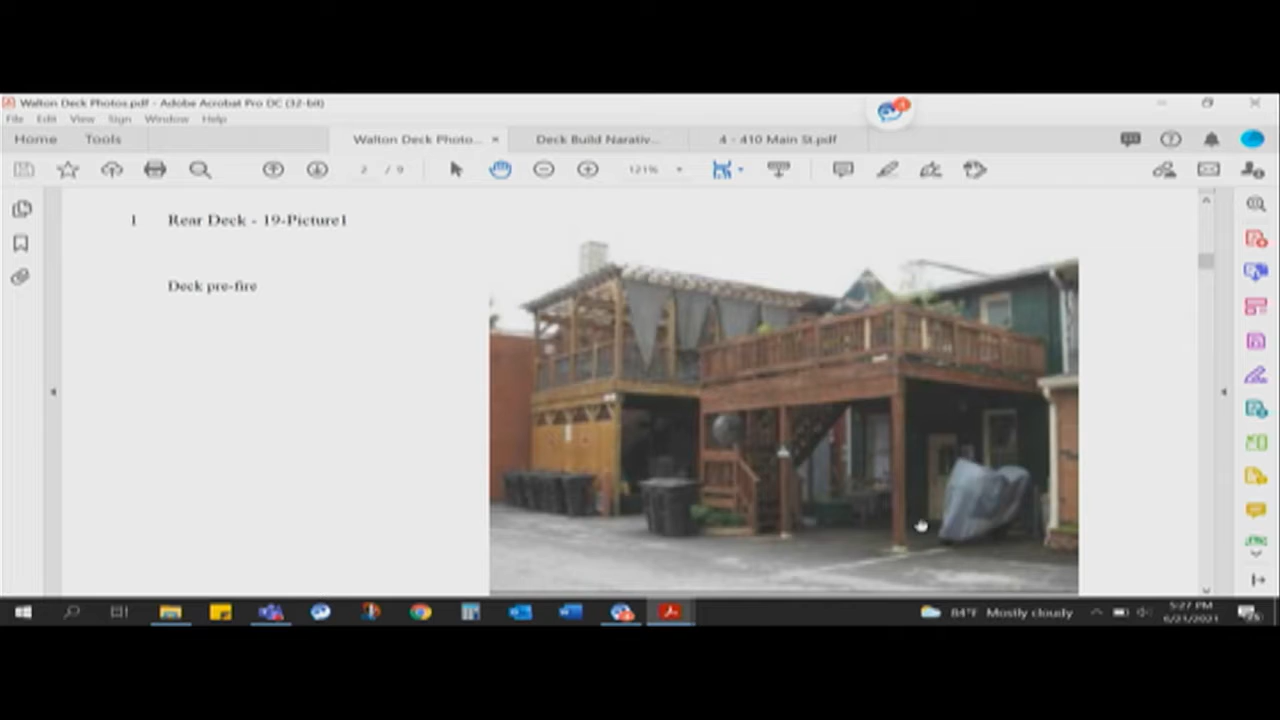 Walton Deck Photos.pdf - Adobe Acrobat Pro DC (32-bit)
File Edit View Sign Window Help
Home Tools Walton Deck Photo... × Deck Build Narativ... 4 - 410 Main St.pdf
2 / 9 121%
1 Rear Deck - 19-Picture1
Deck pre-fire
84°F Mostly cloudy
5:27 PM
6/21/2021